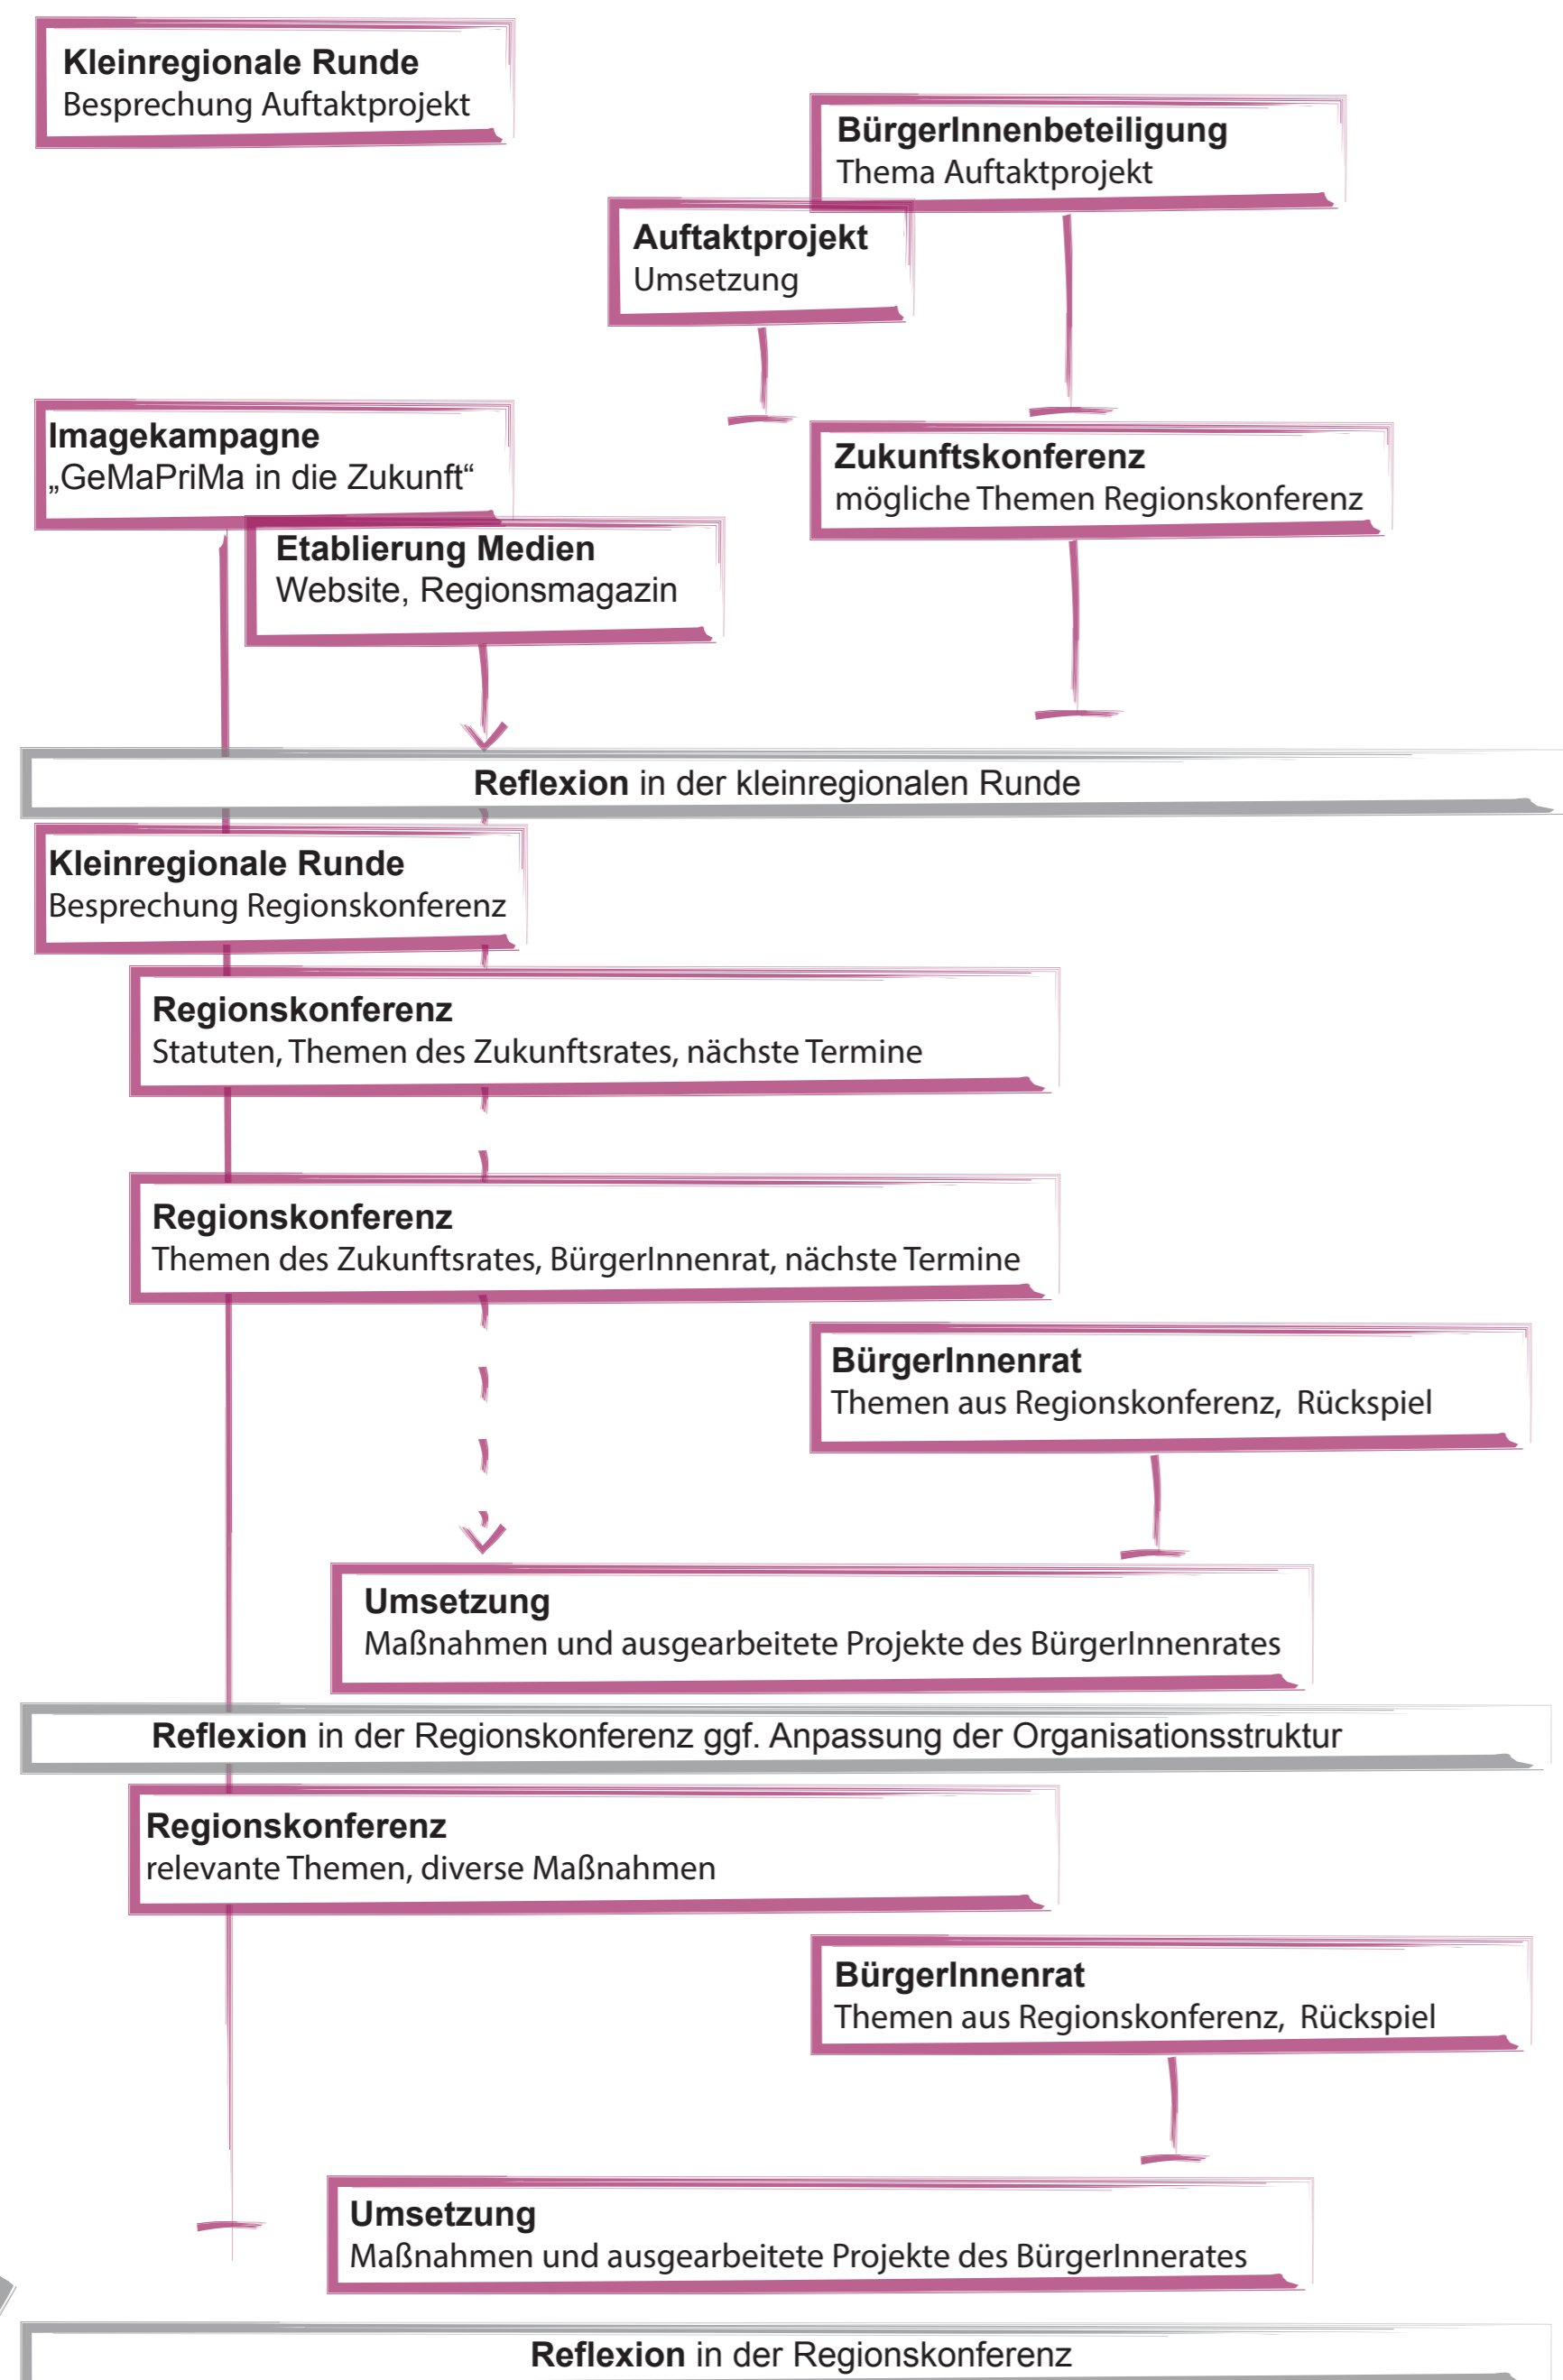 Kleinregionale Runde
Besprechung Auftaktprojekt
BürgerInnenbeteiligung
Thema Auftaktprojekt
Auftaktprojekt
Umsetzung
Imagekampagne
„GeMaPriMa in die Zukunft“
Zukunftskonferenz
mögliche Themen Regionskonferenz
Etablierung Medien
Website, Regionsmagazin
Reflexion in der kleinregionalen Runde
Kleinregionale Runde
Besprechung Regionskonferenz
Regionskonferenz
Statuten, Themen des Zukunftsrates, nächste Termine
Regionskonferenz
Themen des Zukunftsrates, BürgerInnenrat, nächste Termine
BürgerInnenrat
Themen aus Regionskonferenz, Rückspiel
Umsetzung
Maßnahmen und ausgearbeitete Projekte des BürgerInnenrates
Reflexion in der Regionskonferenz ggf. Anpassung der Organisationsstruktur
Regionskonferenz
relevante Themen, diverse Maßnahmen
BürgerInnenrat
Themen aus Regionskonferenz, Rückspiel
Umsetzung
Maßnahmen und ausgearbeitete Projekte des BürgerInnerates
Reflexion in der Regionskonferenz